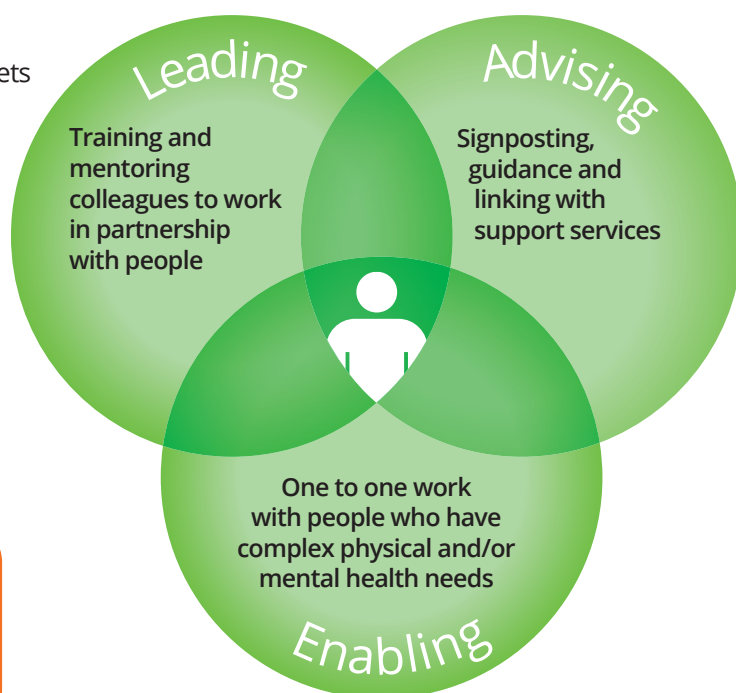 ets
Leading
Training and
mentoring
colleagues to work
in partnership
with people
Advising
Signposting,
guidance and
linking with
support services
One to one work
with people who have
complex physical and/or
mental health needs
Enabling